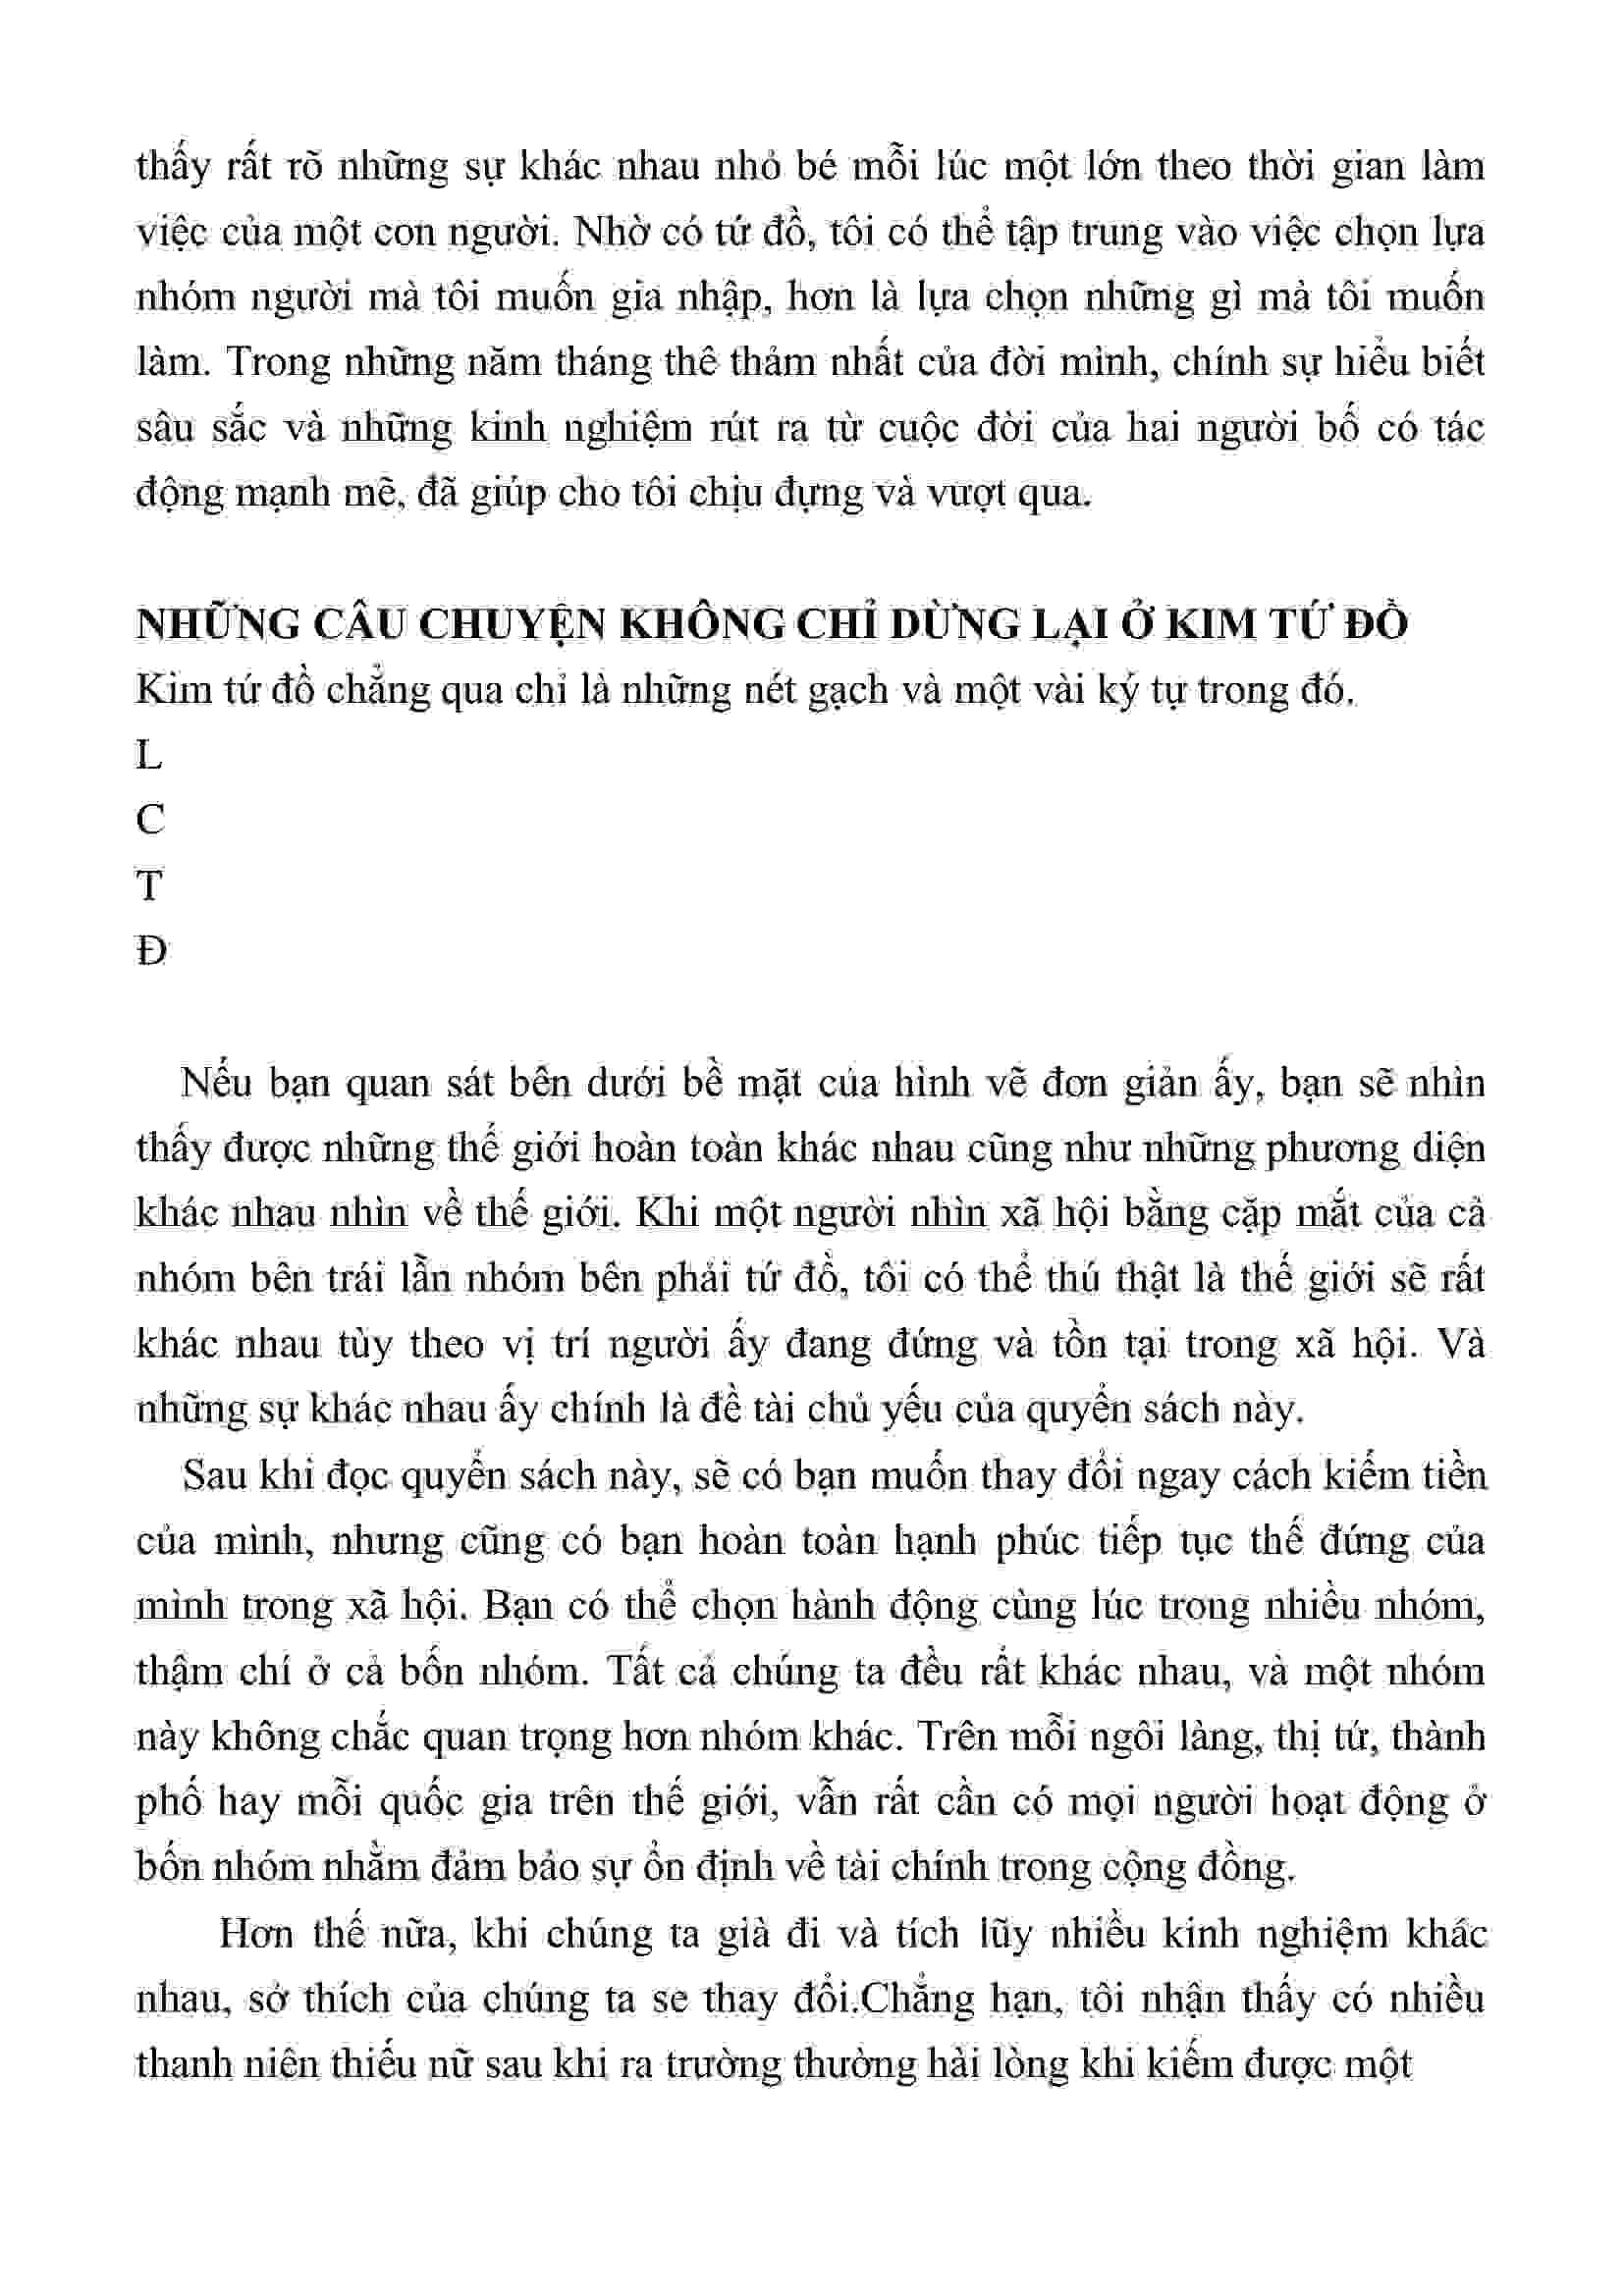 thấy rất rõ những sự khác nhau nhỏ bé mỗi lúc một lớn theo thời gian làm
việc của một con người. Nhờ có tứ đồ, tôi có thể tập trung vào việc chọn lựa
nhóm người mà tôi muốn gia nhập, hơn là lựa chọn những gì mà tôi muốn
làm. Trong những năm tháng thê thảm nhất của đời mình, chính sự hiểu biết
sâu sắc và những kinh nghiệm rút ra từ cuộc đời của hai người bố có tác
động mạnh mẽ, đã giúp cho tôi chịu đựng và vượt qua.
NHỮNG CÂU CHUYỆN KHÔNG CHỈ DỪNG LẠI Ở KIM TỨ ĐỒ
Kim tứ đồ chẳng qua chỉ là những nét gạch và một vài ký tự trong đó.
L
C
T
Đ
Nếu bạn quan sát bên dưới bề mặt của hình vẽ đơn giản ấy, bạn sẽ nhìn
thấy được những thế giới hoàn toàn khác nhau cũng như những phương diện
khác nhau nhìn về thế giới. Khi một người nhìn xã hội bằng cặp mắt của cả
nhóm bên trái lẫn nhóm bên phải tứ đồ, tôi có thể thú thật là thế giới sẽ rất
khác nhau tùy theo vị trí người ấy đang đứng và tồn tại trong xã hội. Và
những sự khác nhau ấy chính là đề tài chủ yếu của quyển sách này.
Sau khi đọc quyển sách này, sẽ có bạn muốn thay đổi ngay cách kiếm tiền
của mình, nhưng cũng có bạn hoàn toàn hạnh phúc tiếp tục thế đứng của
mình trong xã hội. Bạn có thể chọn hành động cùng lúc trong nhiều nhóm,
thậm chí ở cả bốn nhóm. Tất cả chúng ta đều rất khác nhau, và một nhóm
này không chắc quan trọng hơn nhóm khác. Trên mỗi ngôi làng, thị tứ, thành
phố hay mỗi quốc gia trên thế giới, vẫn rất cần có mọi người hoạt động ở
bốn nhóm nhằm đảm bảo sự ổn định về tài chính trong cộng đồng.
Hơn thế nữa, khi chúng ta già đi và tích lũy nhiều kinh nghiệm khác
nhau, sở thích của chúng ta se thay đổi.Chẳng hạn, tôi nhận thấy có nhiều
thanh niên thiếu nữ sau khi ra trường thường hài lòng khi kiếm được một